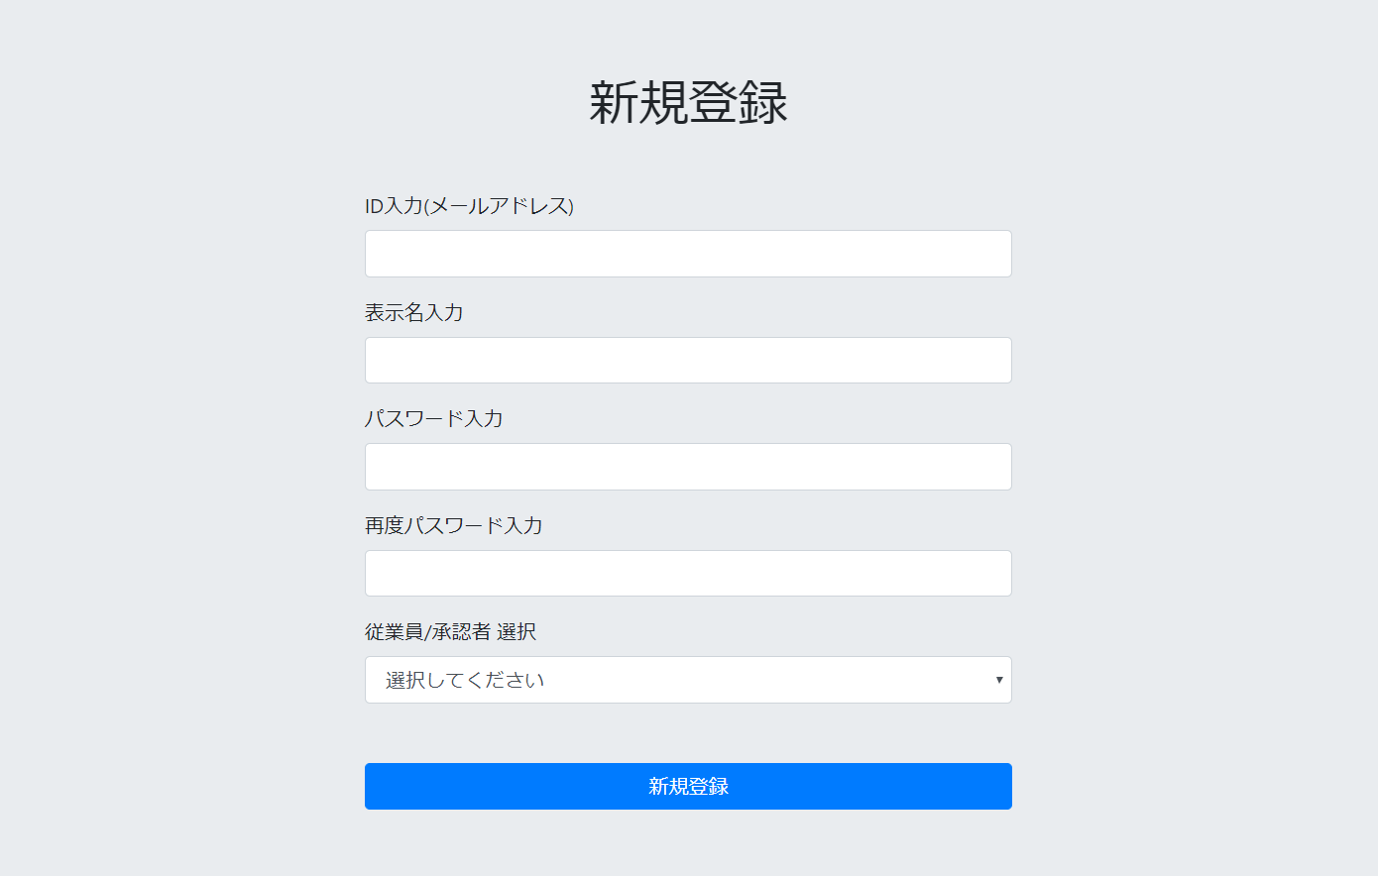 新規登録
ID入力(メールアドレス)
表示名入力
パスワード入力
再度パスワード入力
従業員/承認者 選択
選択してください
新規登録